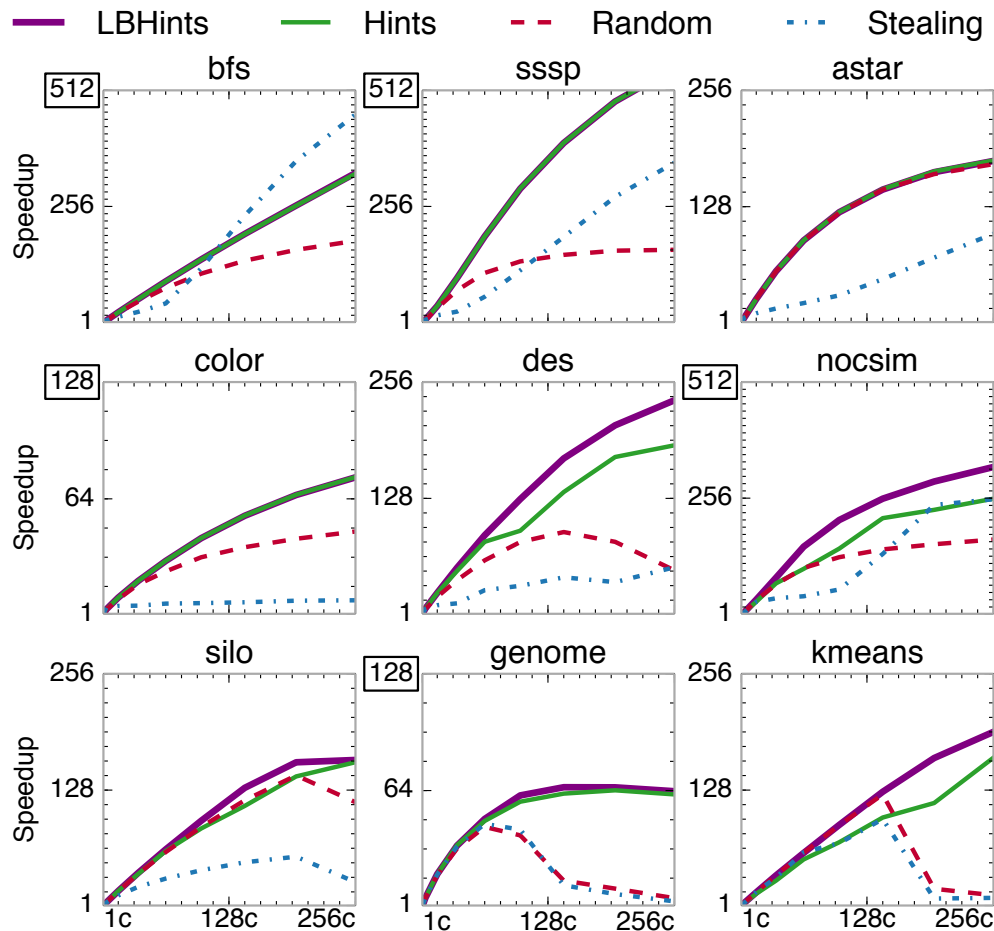 LBHints Hints Random Stealing
bfs sssp astar
512 512 256
Speedup 256 256 128
1 1 1
color des nocsim
128 256 512
Speedup 64 128 256
1 1 1
silo genome kmeans
256 128 256
Speedup 128 64 128
1 1 1
1c 128c 256c 1c 128c 256c 1c 128c 256c